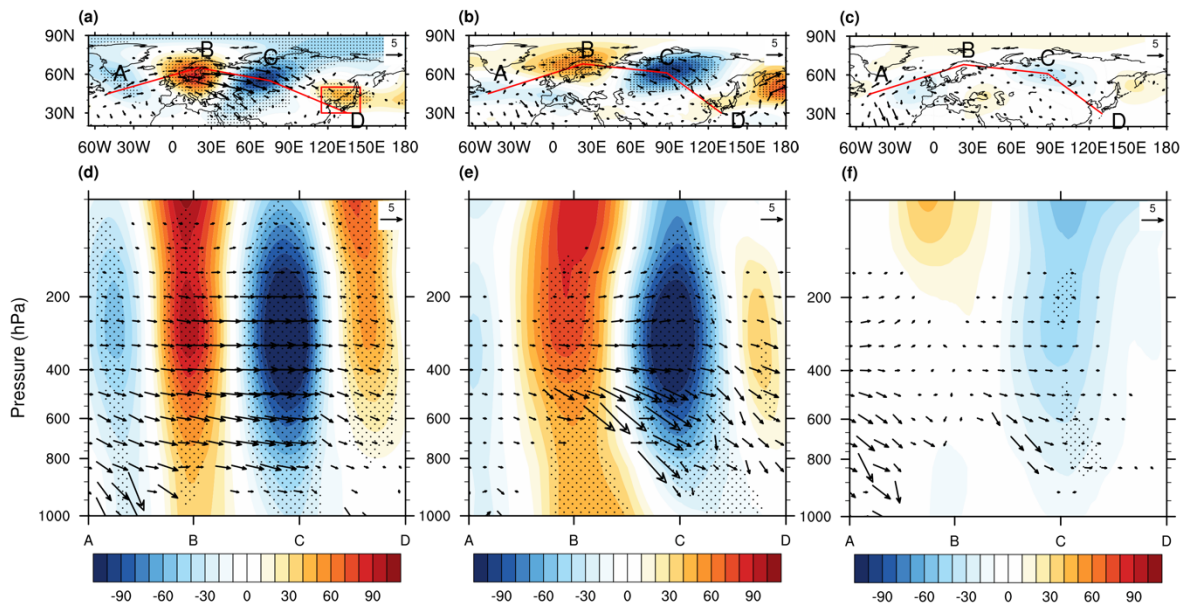 (a) (b) (c)
90N 90N 90N
5 5 5
B B B
C C C
A A A
60N 60N 60N
30N 30N 30N
D D D
60W 30W 0 30E 60E 90E 120E 150E 180
60W 30W 0 30E 60E 90E 120E 150E 180
60W 30W 0 30E 60E 90E 120E 150E 180
(d) (e) (f)
5 5 5
Pressure (hPa)
200 200 200
300 300 300
400 400 400
600 600 600
800 800 800
1000 1000 1000
A B C D A B C D A B C D
-90 -60 -30 0 30 60 90
-90 -60 -30 0 30 60 90
-90 -60 -30 0 30 60 90